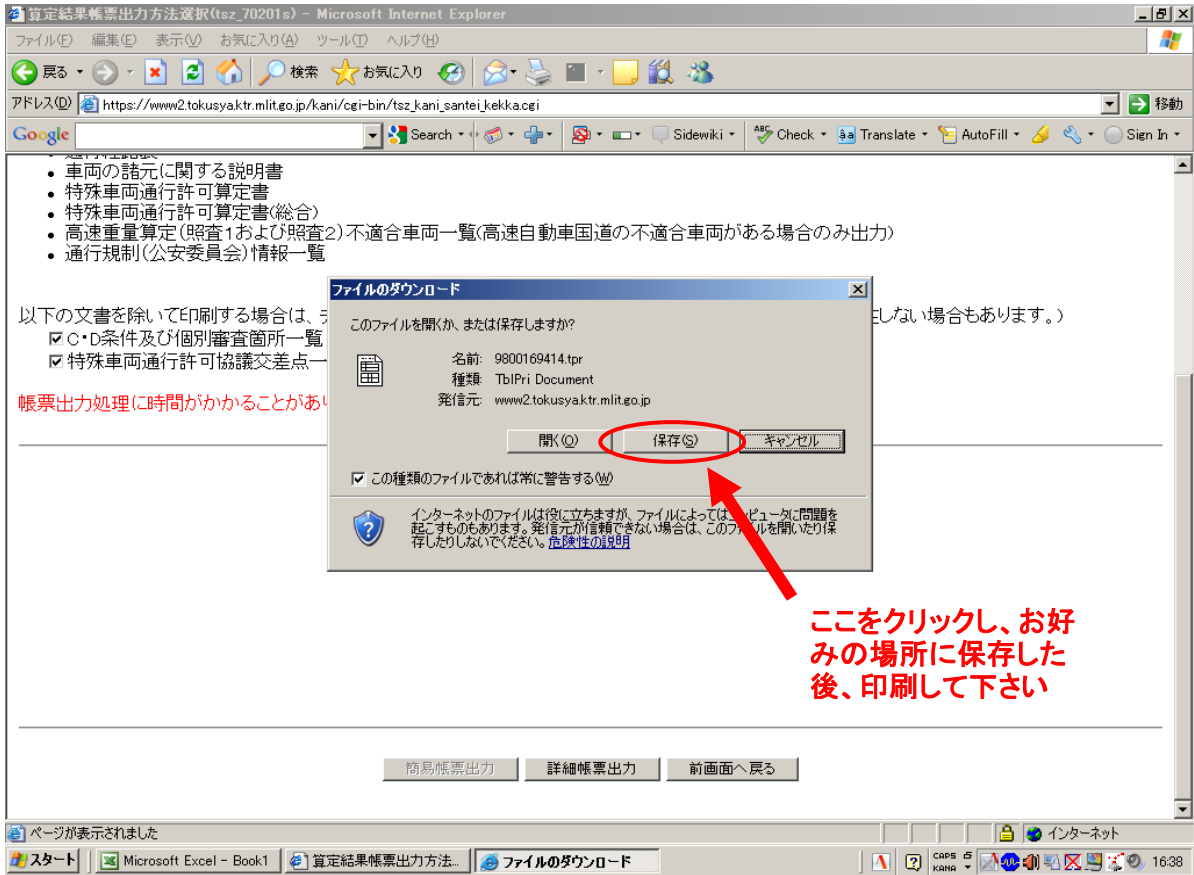 算定結果帳票出力方法選択(tsz_70201s) - Microsoft Internet Explorer
ファイル(F) 編集(E) 表示(V) お気に入り(A) ツール(T) ヘルプ(H)
戻る 検索 お気に入り
アドレス(D) https://www2.tokusya.ktr.mlit.go.jp/kani/cgi-bin/tsz_kani_santei_kekka.cgi 移動
Google Search Sidewiki Check Translate AutoFill Sign In
・車両の諸元に関する説明書
・特殊車両通行許可算定書
・特殊車両通行許可算定書(総合)
・高速重量算定(照査1および照査2)不適合車両一覧(高速自動車国道の不適合車両がある場合のみ出力)
・通行規制(公安委員会)情報一覧
以下の文書を除いて印刷する場合は、 しない場合もあります。)
C・D条件及び個別審査箇所一覧
特殊車両通行許可協議交差点一
帳票出力処理に時間がかかることがあ
ファイルのダウンロード
このファイルを開くか、または保存しますか?
名前: 9800169414.tpr
種類: TblPri Document
発信元: www2.tokusya.ktr.mlit.go.jp
開く(O) 保存(S) キャンセル
この種類のファイルであれば常に警告する(W)
インターネットのファイルは役に立ちますが、ファイルによってはコンピュータに問題を
起こすものもあります。発信元が信頼できない場合は、このファイルを開いたり保
存したりしないでください。危険性の説明
ここをクリックし、お好
みの場所に保存した
後、印刷して下さい
簡易帳票出力 詳細帳票出力 前画面へ戻る
ページが表示されました インターネット
スタート Microsoft Excel - Book1 算定結果帳票出力方法... ファイルのダウンロード CAPS KANA 16:38